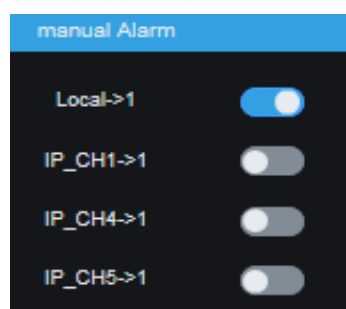 manual Alarm
Local->1
IP_CH1->1
IP_CH4->1
IP_CH5->1